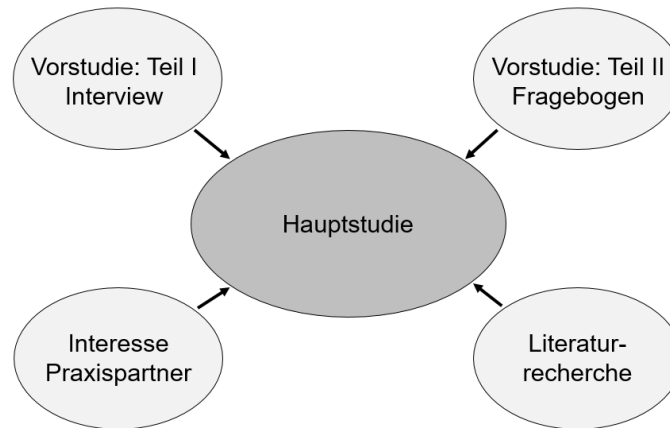 Vorstudie: Teil I
Interview
Vorstudie: Teil II
Fragebogen
Hauptstudie
Interesse
Praxispartner
Literatur-
recherche